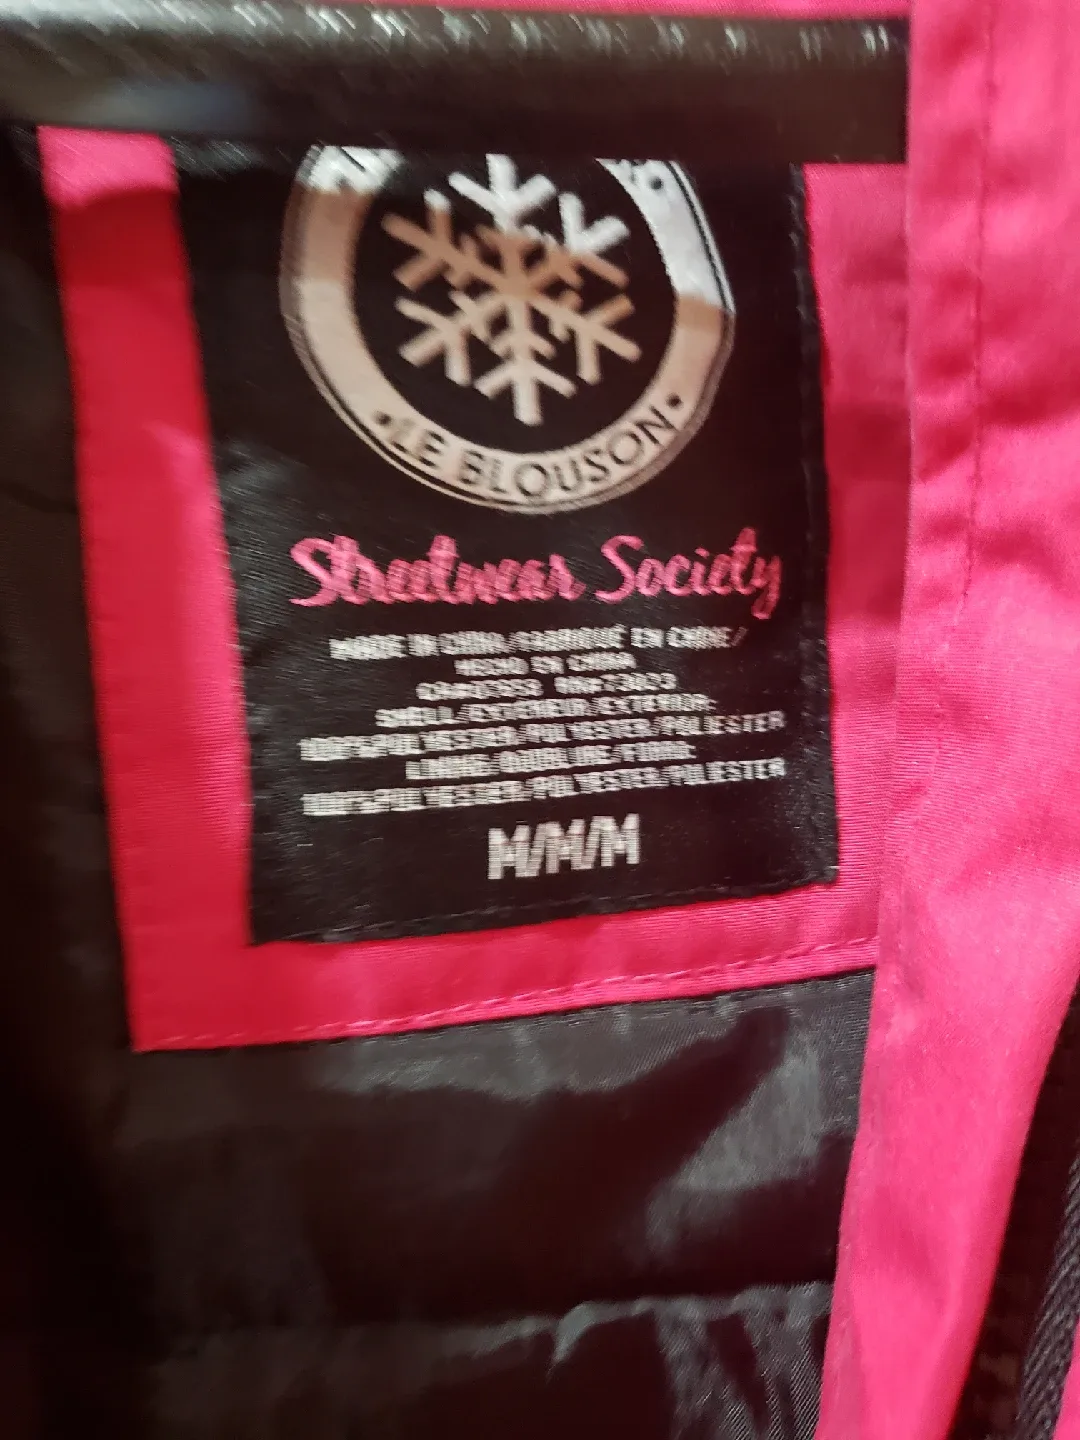 • LE BLOUSON •
Streetwear Society
MADE IN CHINA/FABRIQUÉ EN CHINE/
HECHO EN CHINA
SHELL/EXTÉRIEUR/EXTERIOR:
100%POLYESTER/POLYESTER/POLIESTER
LINING/DOUBLURE/FORRO:
100%POLYESTER/POLYESTER/POLIESTER
M/M/M